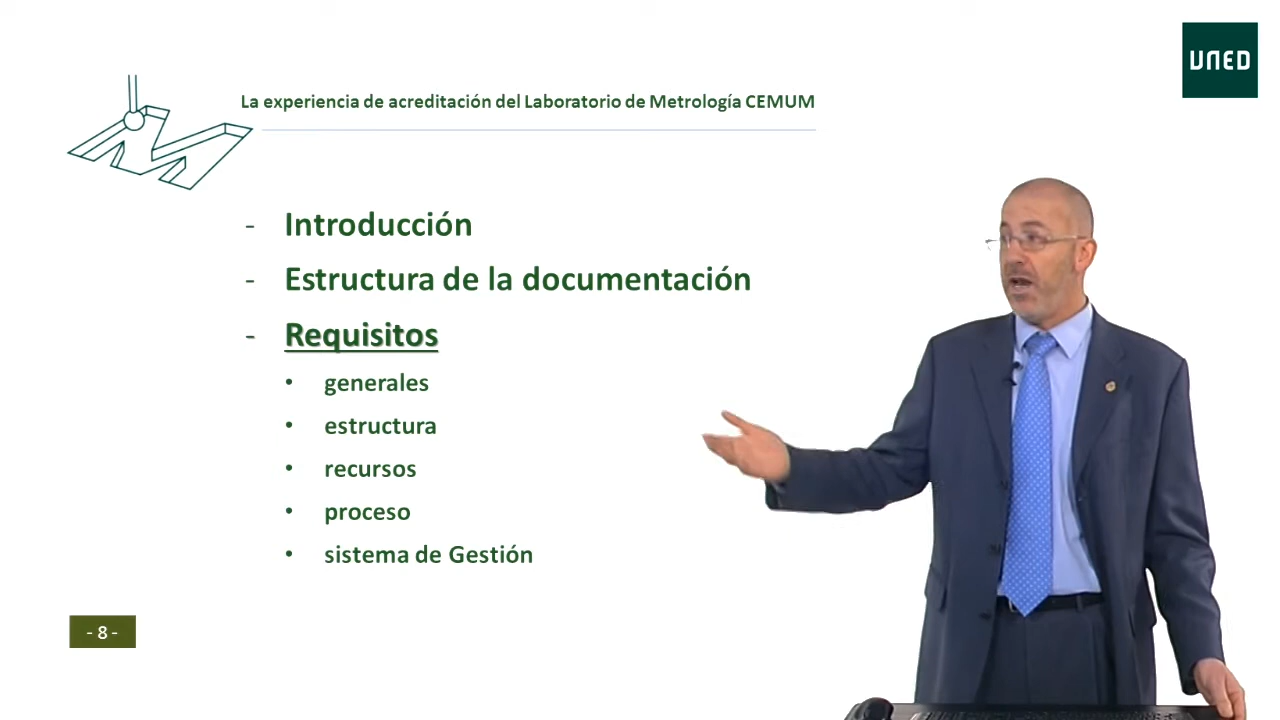 UNED
La experiencia de acreditación del Laboratorio de Metrología CEMUM
- Introducción
- Estructura de la documentación
- Requisitos
• generales
• estructura
• recursos
• proceso
• sistema de Gestión
- 8 -